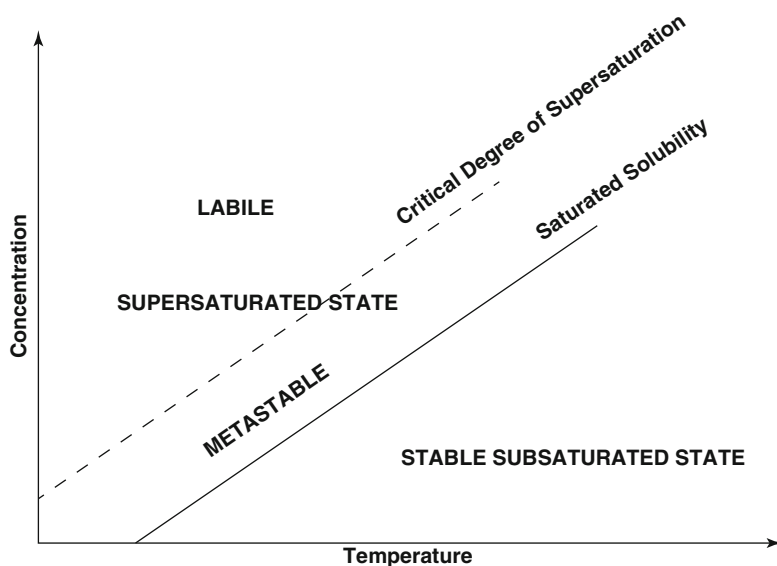 Critical Degree of Supersaturation
Saturated Solubility
LABILE
Concentration
SUPERSATURATED STATE
METASTABLE
STABLE SUBSATURATED STATE
Temperature